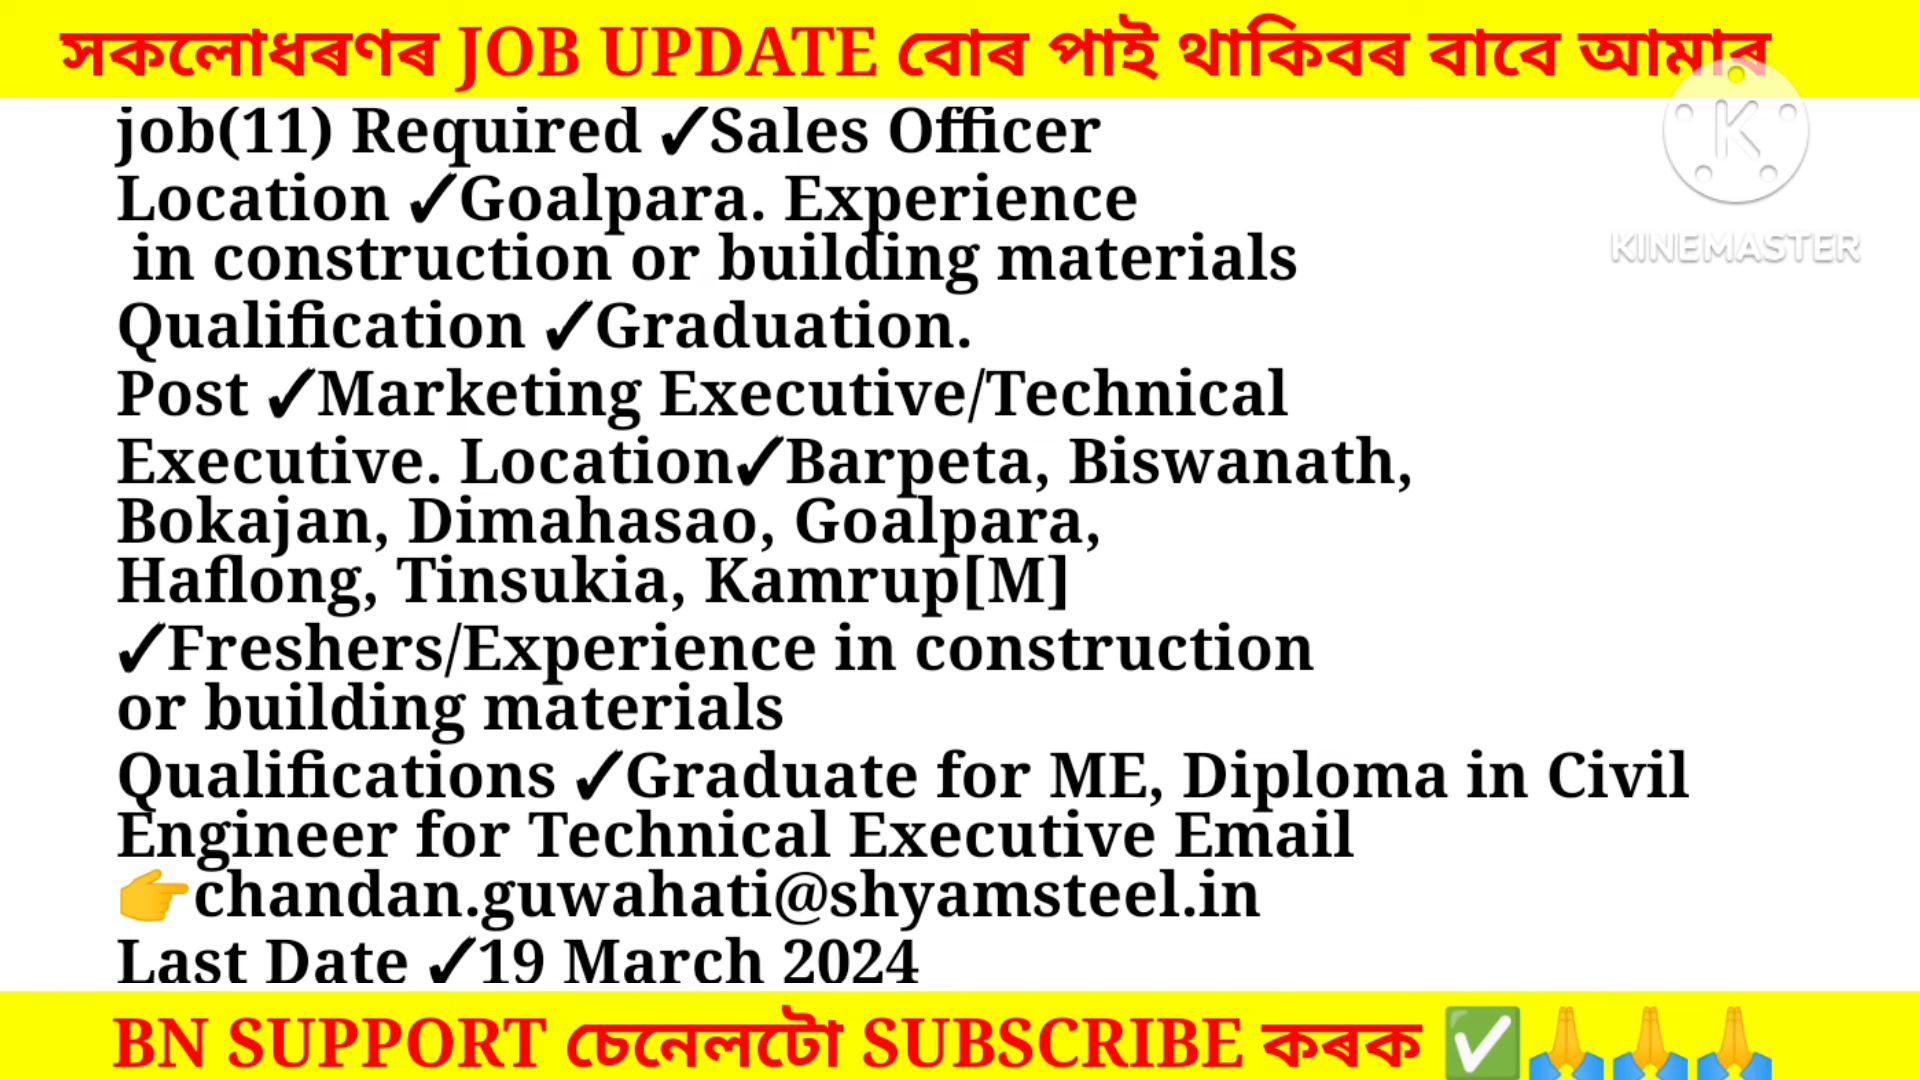 সকলোধৰণৰ JOB UPDATE বোৰ পাই থাকিবৰ বাবে আমাৰ
job(11) Required ✓Sales Officer
Location ✓Goalpara. Experience
in construction or building materials
Qualification ✓Graduation.
Post ✓Marketing Executive/Technical
Executive. Location✓Barpeta, Biswanath,
Bokajan, Dimahasao, Goalpara,
Haflong, Tinsukia, Kamrup[M]
✓Freshers/Experience in construction
or building materials
Qualifications ✓Graduate for ME, Diploma in Civil
Engineer for Technical Executive Email
👉chandan.guwahati@shyamsteel.in
Last Date ✓19 March 2024
BN SUPPORT চেনেলটো SUBSCRIBE কৰক ✅🙏🙏🙏
K
KINEMASTER